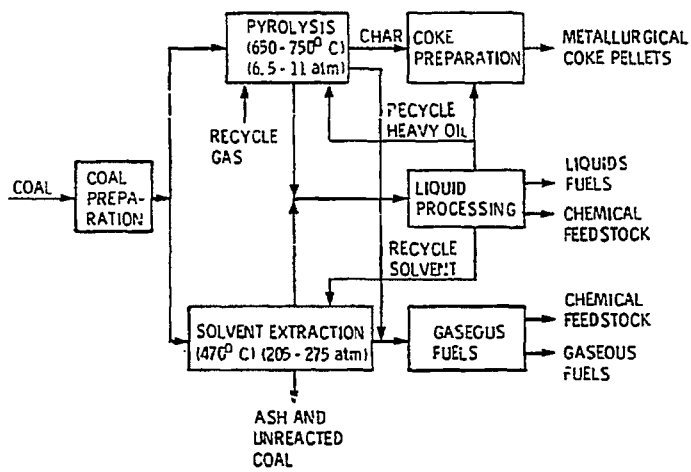 PYROLYSIS
(650-750° C)
(6.5-11 atm)
CHAR
COKE
PREPARATION
METALLURGICAL
COKE PELLETS
RECYCLE
GAS
RECYCLE
HEAVY OIL
COAL
COAL
PREPA-
RATION
LIQUID
PROCESSING
LIQUIDS
FUELS
CHEMICAL
FEEDSTOCK
RECYCLE
SOLVENT
SOLVENT EXTRACTION
(470° C) (205-275 atm)
GASEOUS
FUELS
CHEMICAL
FEEDSTOCK
GASEOUS
FUELS
ASH AND
UNREACTED
COAL